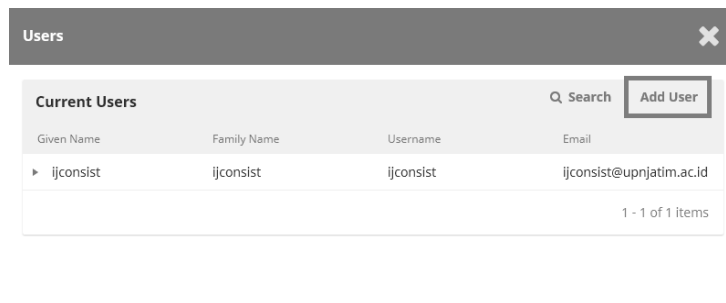 Users
Current Users Search Add User
Given Name Family Name Username Email
ijconsist ijconsist ijconsist ijconsist@upnjatim.ac.id
1 - 1 of 1 items